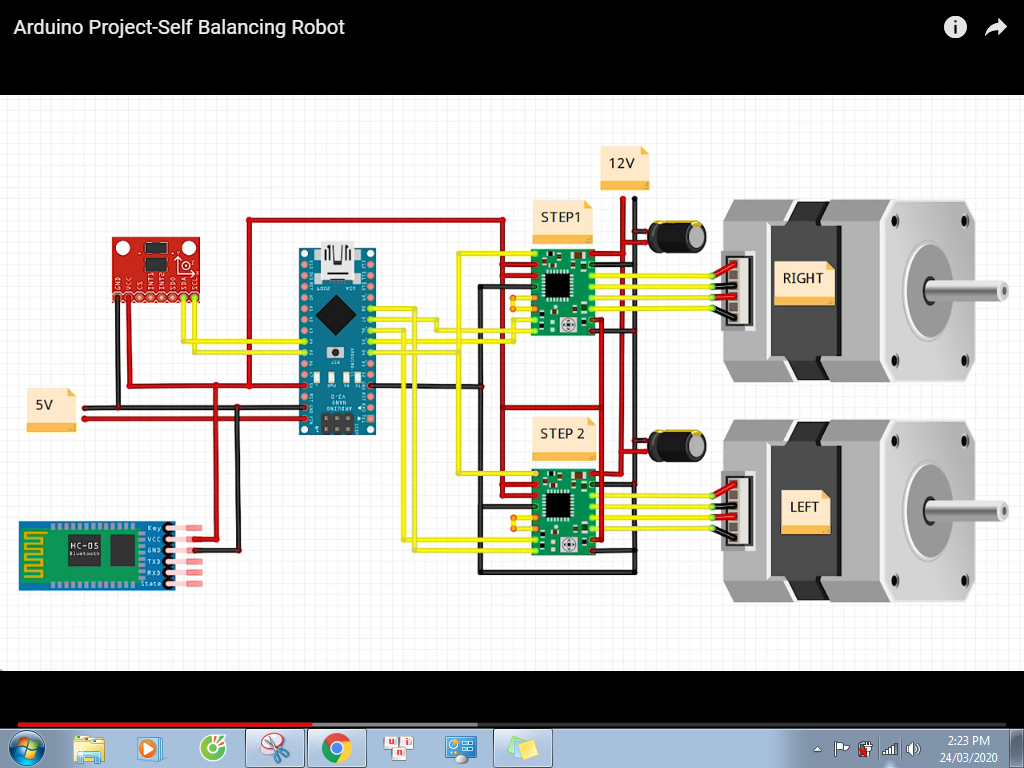 Arduino Project-Self Balancing Robot
12V
STEP1
GND
VCC
CS
INT1
INT2
SDO
SDA
SCL
RIGHT
5V
STEP 2
LEFT
HC-05
Bluetooth
Key
VCC
GND
TXD
RXD
State
ARDUINO
NANO
V3.0
RST
2:23 PM
24/03/2020